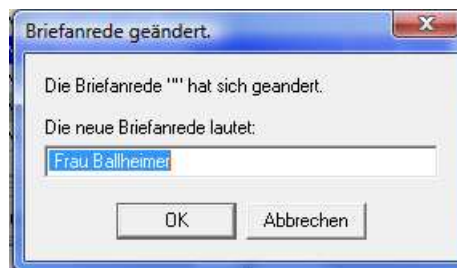 Briefanrede geändert.
Die Briefanrede "" hat sich geandert.
Die neue Briefanrede lautet:
Frau Ballheimer
OK
Abbrechen